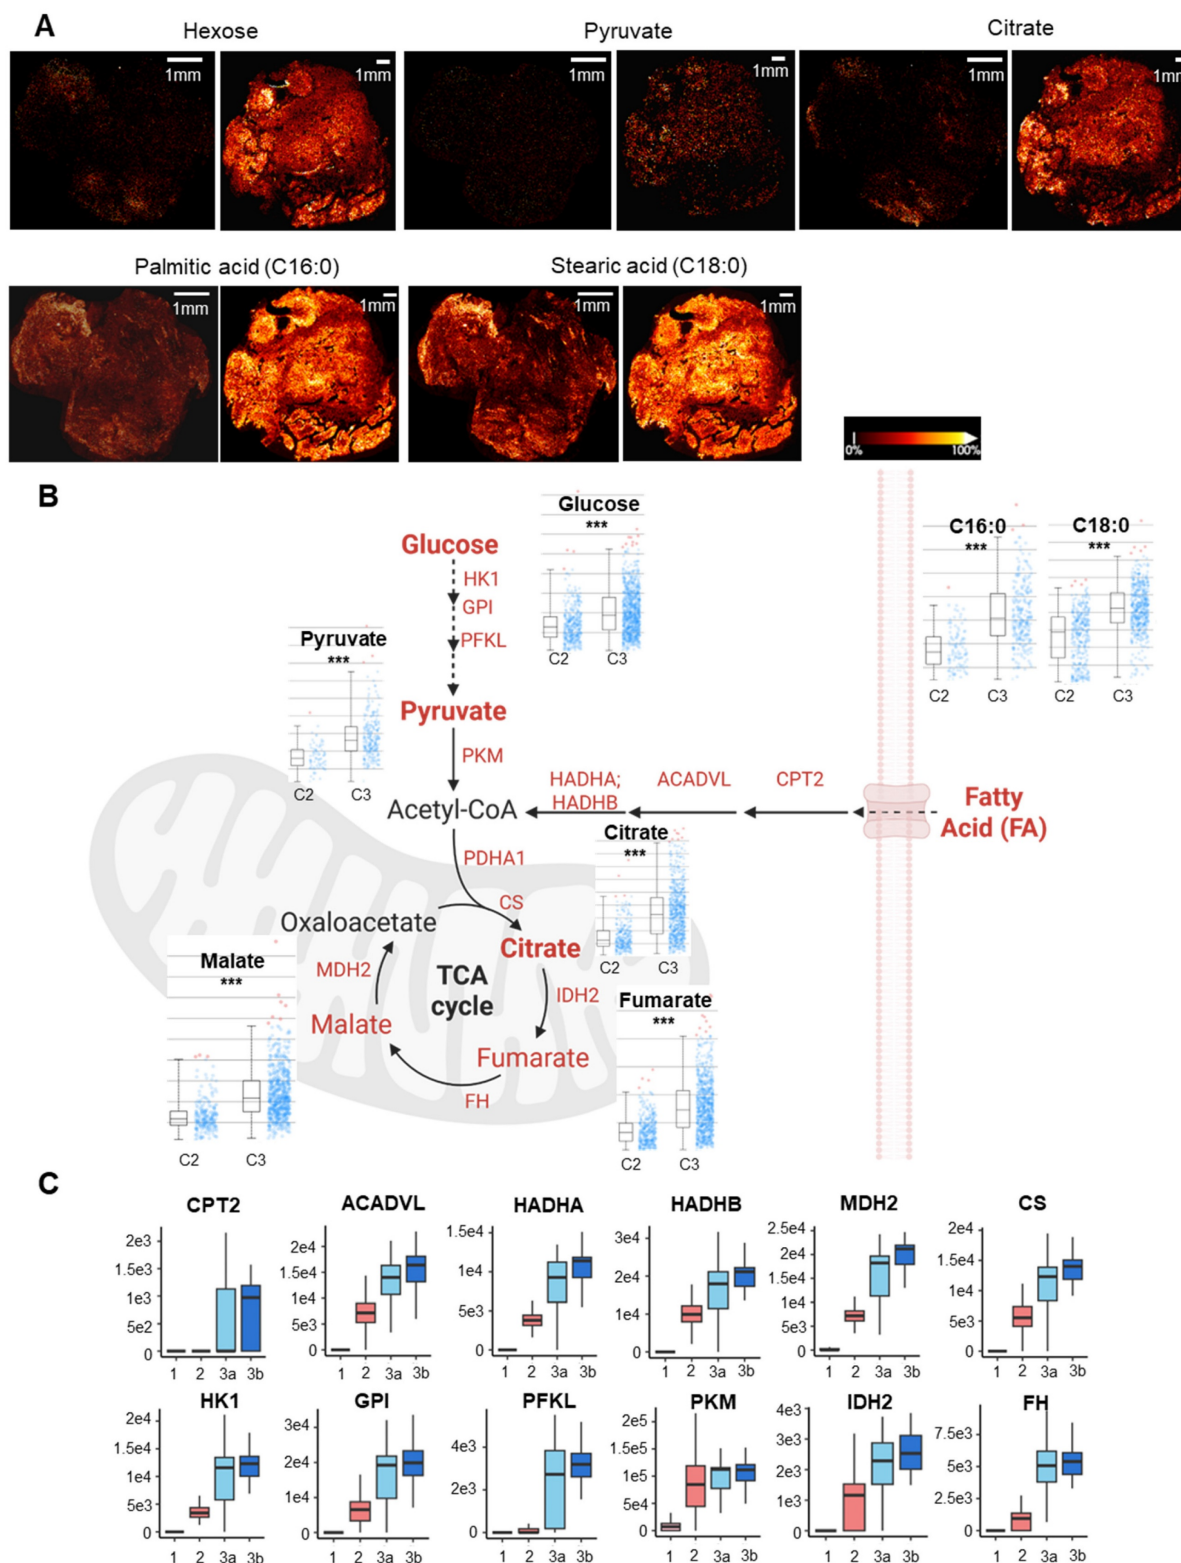 A
Hexose
Pyruvate
Citrate
1mm
1mm
1mm
1mm
1mm
1mm
Palmitic acid (C16:0)
Stearic acid (C18:0)
1mm
1mm
1mm
1mm
0%
100%
B
Glucose
***
C2
C3
C16:0
***
C2
C3
C18:0
***
C2
C3
Glucose
HK1
GPI
PFKL
Pyruvate
***
C2
C3
Pyruvate
PKM
Acetyl-CoA
HADHA;
HADHB
ACADVL
CPT2
Fatty
Acid (FA)
PDHA1
CS
Citrate
***
C2
C3
Oxaloacetate
Citrate
MDH2
TCA
cycle
IDH2
Malate
***
C2
C3
Malate
Fumarate
FH
Fumarate
***
C2
C3
C
CPT2
2e3
1.5e3
1e3
5e2
0
1 2 3a 3b
ACADVL
2e4
1.5e4
1e4
5e3
0
1 2 3a 3b
HADHA
1.5e4
1e4
5e3
0
1 2 3a 3b
HADHB
3e4
2e4
1e4
0
1 2 3a 3b
MDH2
2.5e4
2e4
1.5e4
1e4
5e3
0
1 2 3a 3b
CS
2e4
1.5e4
1e4
5e3
0
1 2 3a 3b
HK1
2e4
1.5e4
1e4
5e3
0
1 2 3a 3b
GPI
3e4
2e4
1e4
0
1 2 3a 3b
PFKL
4e3
2e3
0
1 2 3a 3b
PKM
2e5
1.5e5
1e5
5e4
0
1 2 3a 3b
IDH2
4e3
3e3
2e3
1e3
0
1 2 3a 3b
FH
7.5e3
5e3
2.5e3
0
1 2 3a 3b